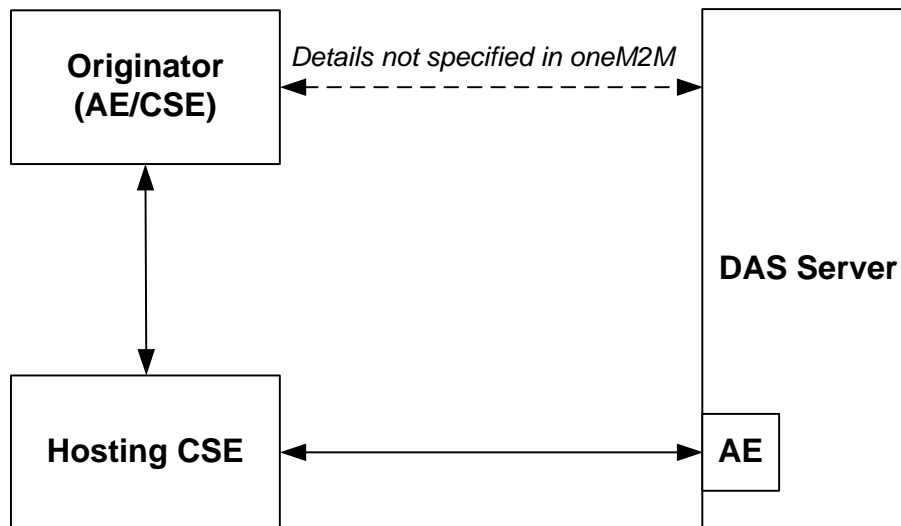 Originator
(AE/CSE)
Details not specified in oneM2M
DAS Server
Hosting CSE
AE